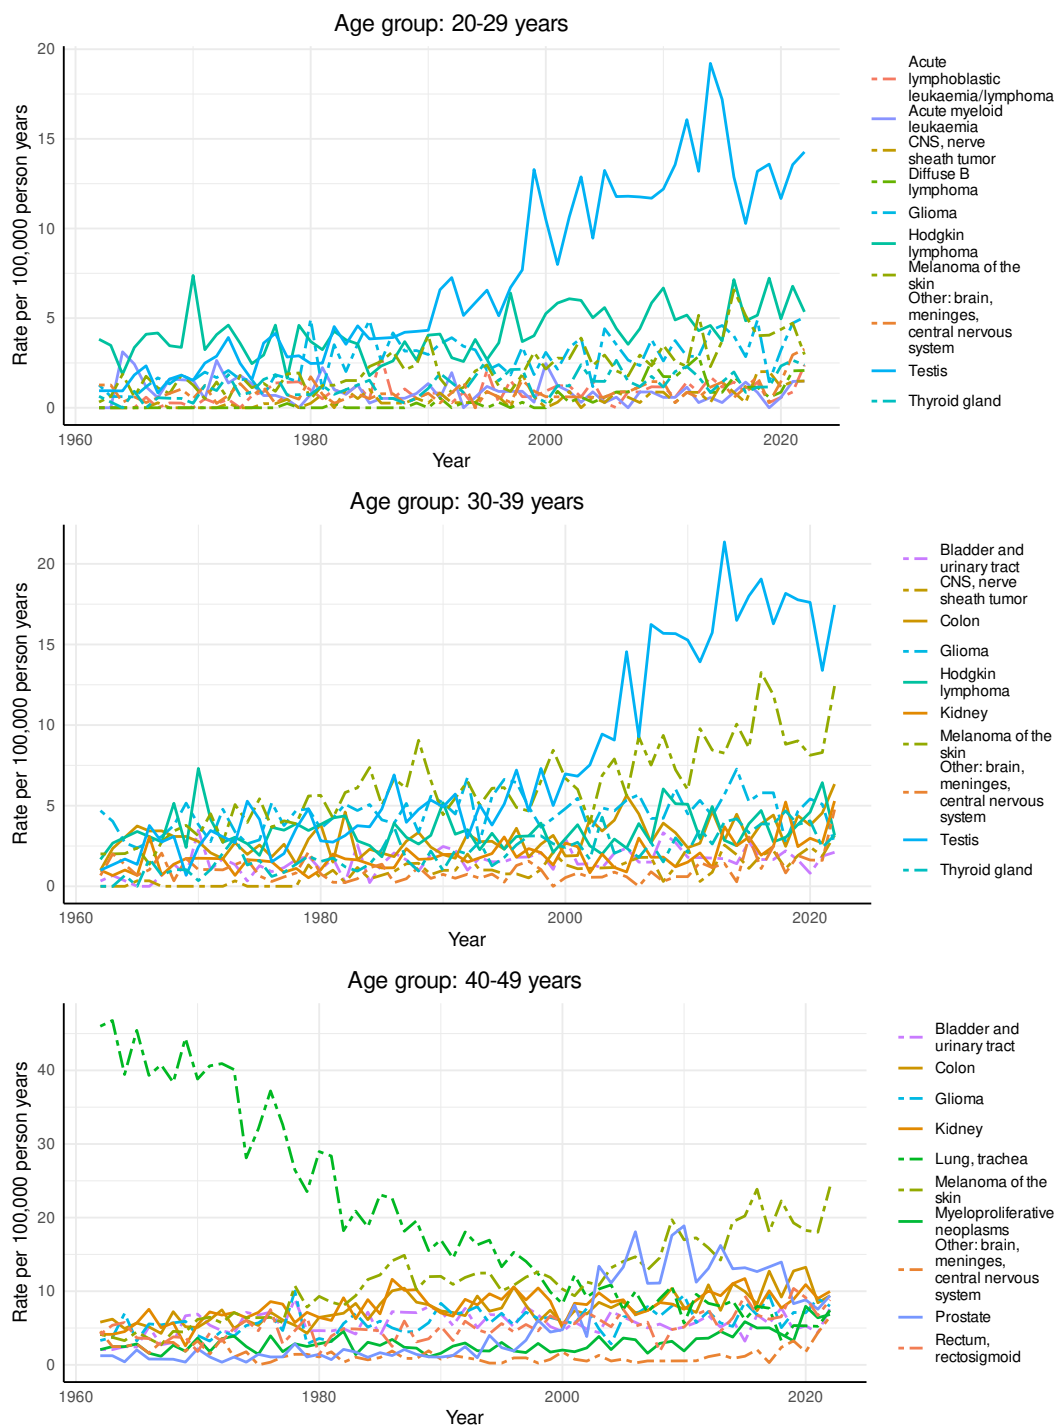 Age group: 20-29 years
Rate per 100,000 person years
20
15
10
5
0
1960
1980
2000
2020
Year
Acute
lymphoblastic
leukaemia/lymphoma
Acute myeloid
leukaemia
CNS, nerve
sheath tumor
Diffuse B
lymphoma
Glioma
Hodgkin
lymphoma
Melanoma of the
skin
Other: brain,
meninges,
central nervous
system
Testis
Thyroid gland
Age group: 30-39 years
Rate per 100,000 person years
20
15
10
5
0
1960
1980
2000
2020
Year
Bladder and
urinary tract
CNS, nerve
sheath tumor
Colon
Glioma
Hodgkin
lymphoma
Kidney
Melanoma of the
skin
Other: brain,
meninges,
central nervous
system
Testis
Thyroid gland
Age group: 40-49 years
Rate per 100,000 person years
40
30
20
10
0
1960
1980
2000
2020
Year
Bladder and
urinary tract
Colon
Glioma
Kidney
Lung, trachea
Melanoma of the
skin
Myeloproliferative
neoplasms
Other: brain,
meninges,
central nervous
system
Prostate
Rectum,
rectosigmoid